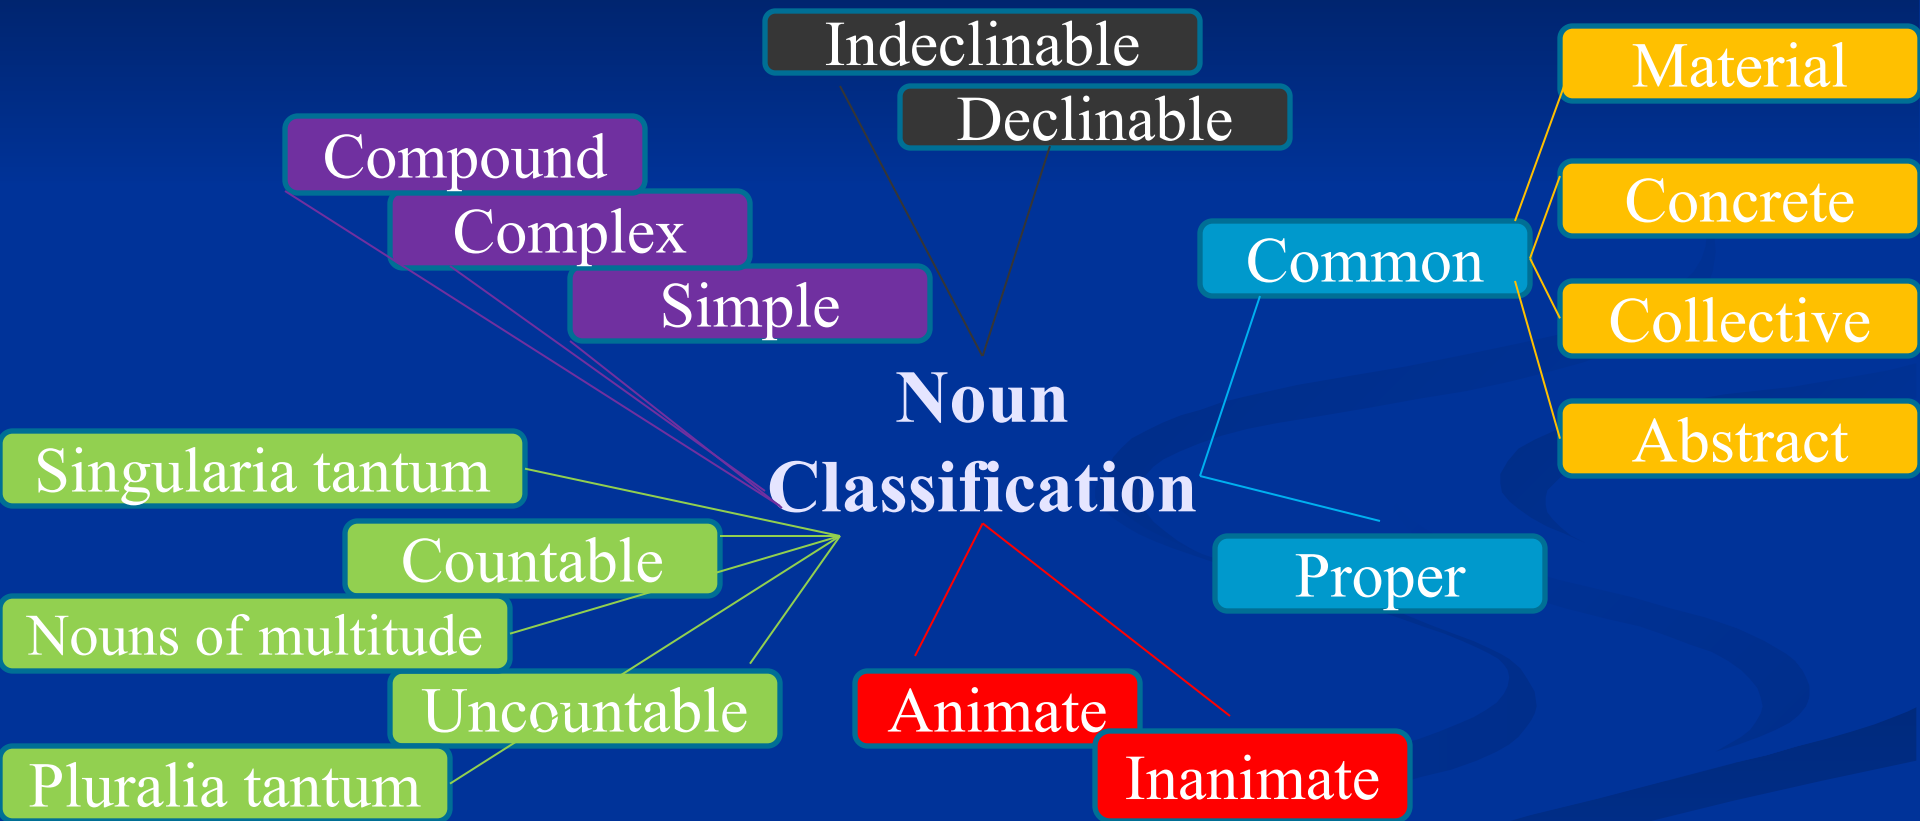 Indeclinable
Declinable
Material
Compound
Concrete
Complex
Common
Simple
Collective
Noun
Classification
Abstract
Singularia tantum
Countable
Proper
Nouns of multitude
Uncountable
Animate
Pluralia tantum
Inanimate